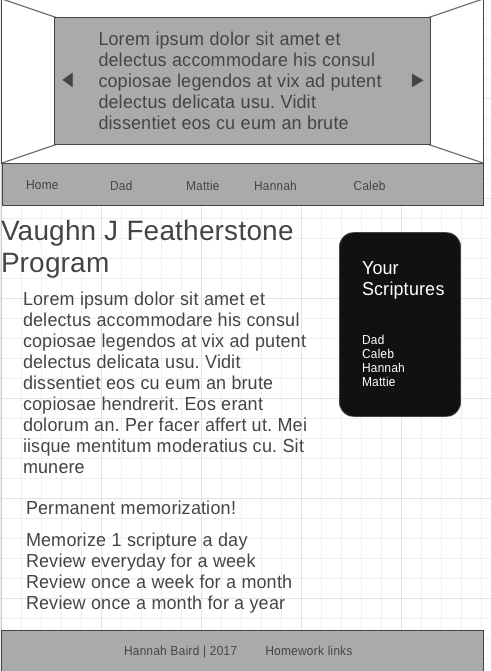 Lorem ipsum dolor sit amet et
delectus accommodare his consul
copiosae legendos at vix ad putent
delectus delicata usu. Vidit
dissentiet eos cu eum an brute
Home Dad Mattie Hannah Caleb
Vaughn J Featherstone
Program
Lorem ipsum dolor sit amet et
delectus accommodare his consul
copiosae legendos at vix ad putent
delectus delicata usu. Vidit
dissentiet eos cu eum an brute
copiosae hendrerit. Eos erant
dolorum an. Per facer affert ut. Mei
iisque mentitum moderatius cu. Sit
munere
Permanent memorization!
Memorize 1 scripture a day
Review everyday for a week
Review once a week for a month
Review once a month for a year
Your
Scriptures
Dad
Caleb
Hannah
Mattie
Hannah Baird | 2017 Homework links